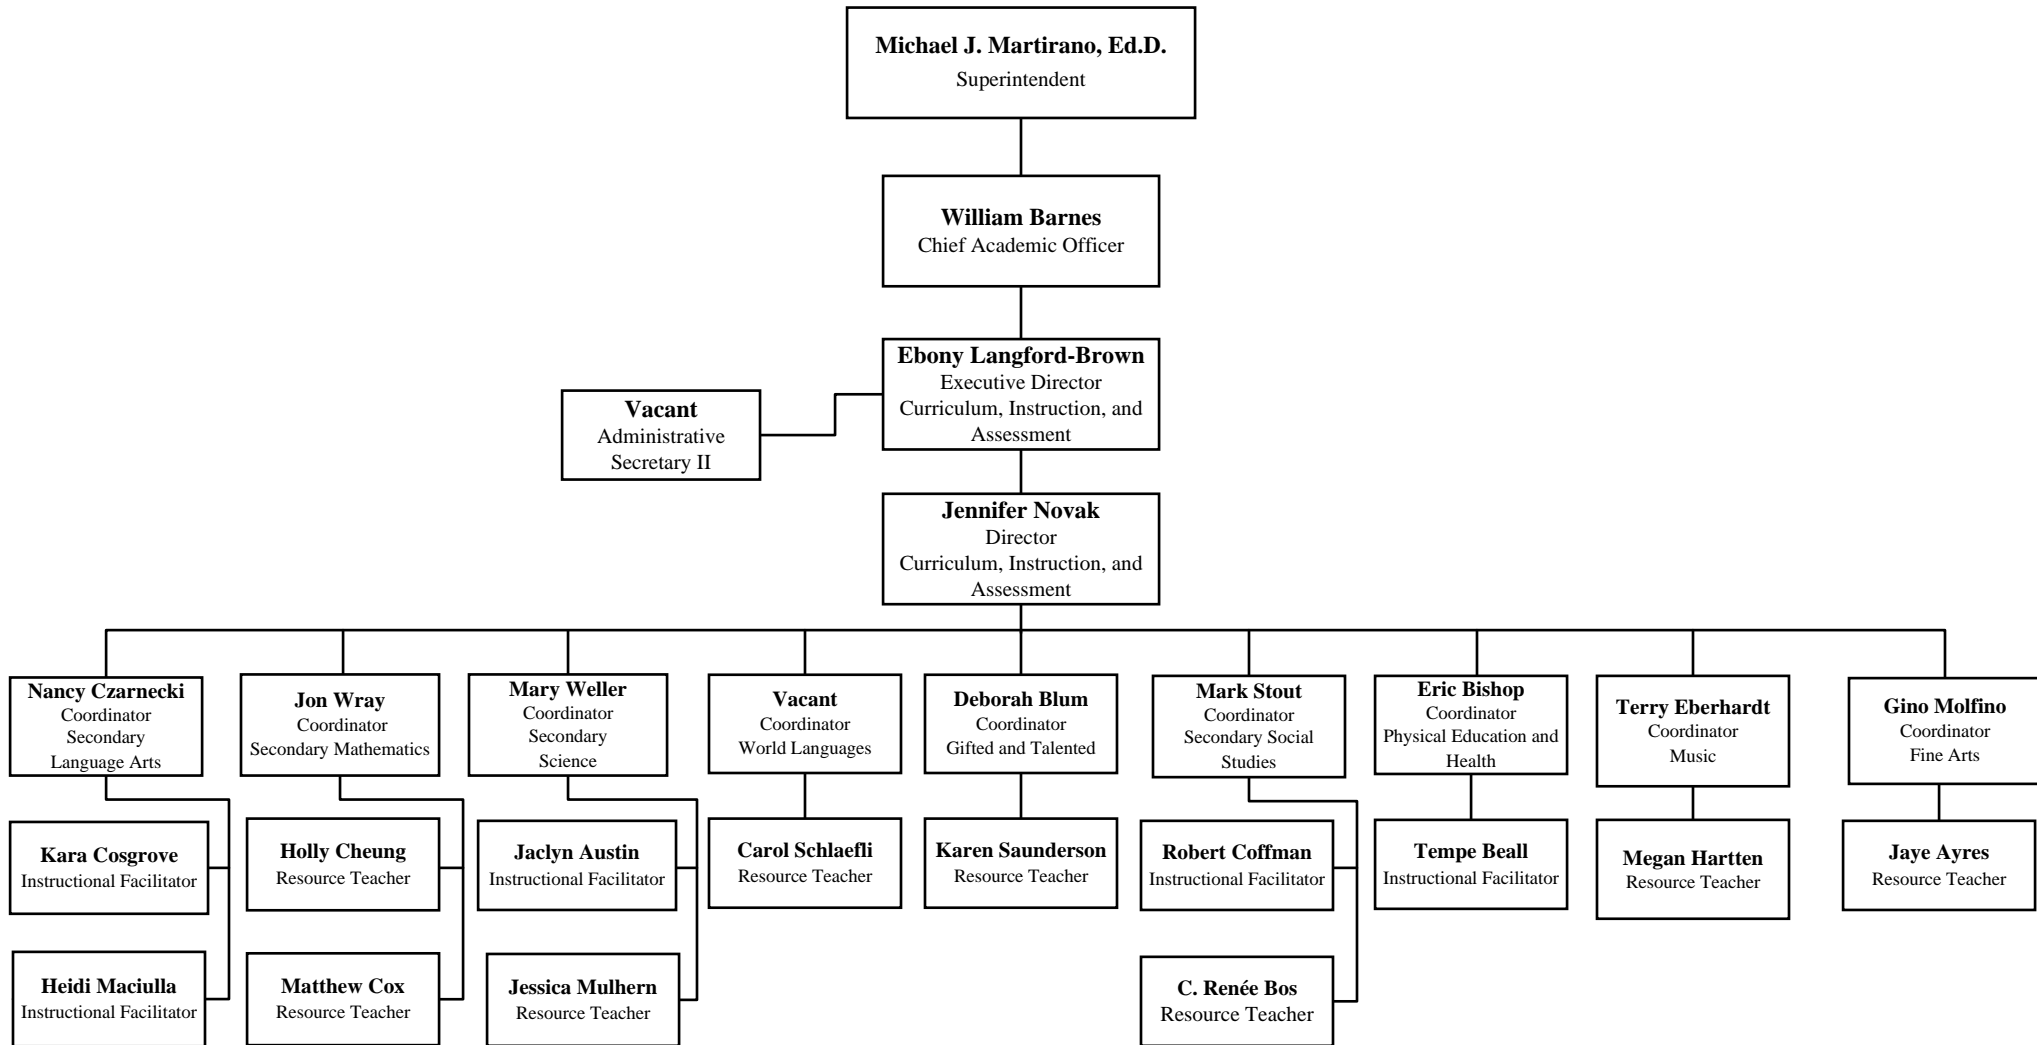 Michael J. Martirano, Ed.D.
Superintendent
William Barnes
Chief Academic Officer
Ebony Langford-Brown
Executive Director
Curriculum, Instruction, and
Assessment
Vacant
Administrative
Secretary II
Jennifer Novak
Director
Curriculum, Instruction, and
Assessment
Nancy Czarnecki
Coordinator
Secondary
Language Arts
Jon Wray
Coordinator
Secondary Mathematics
Mary Weller
Coordinator
Secondary
Science
Vacant
Coordinator
World Languages
Deborah Blum
Coordinator
Gifted and Talented
Mark Stout
Coordinator
Secondary Social
Studies
Eric Bishop
Coordinator
Physical Education and
Health
Terry Eberhardt
Coordinator
Music
Gino Molfino
Coordinator
Fine Arts
Kara Cosgrove
Instructional Facilitator
Holly Cheung
Resource Teacher
Jaclyn Austin
Instructional Facilitator
Carol Schlaefli
Resource Teacher
Karen Saunderson
Resource Teacher
Robert Coffman
Instructional Facilitator
Tempe Beall
Instructional Facilitator
Megan Hartten
Resource Teacher
Jaye Ayres
Resource Teacher
Heidi Maciulla
Instructional Facilitator
Matthew Cox
Resource Teacher
Jessica Mulhern
Resource Teacher
C. Renée Bos
Resource Teacher